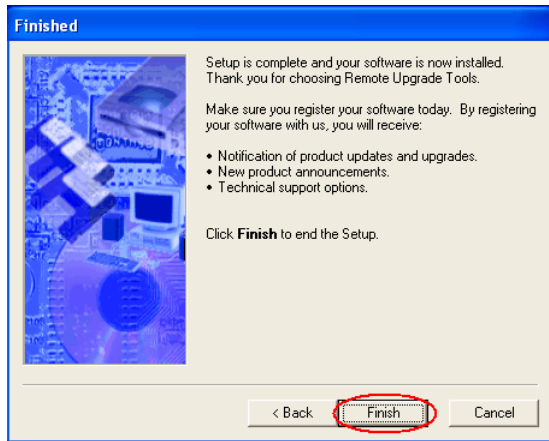 Finished
Setup is complete and your software is now installed.
Thank you for choosing Remote Upgrade Tools.
Make sure you register your software today. By registering
your software with us, you will receive:
• Notification of product updates and upgrades.
• New product announcements.
• Technical support options.
Click Finish to end the Setup.
< Back
Finish
Cancel